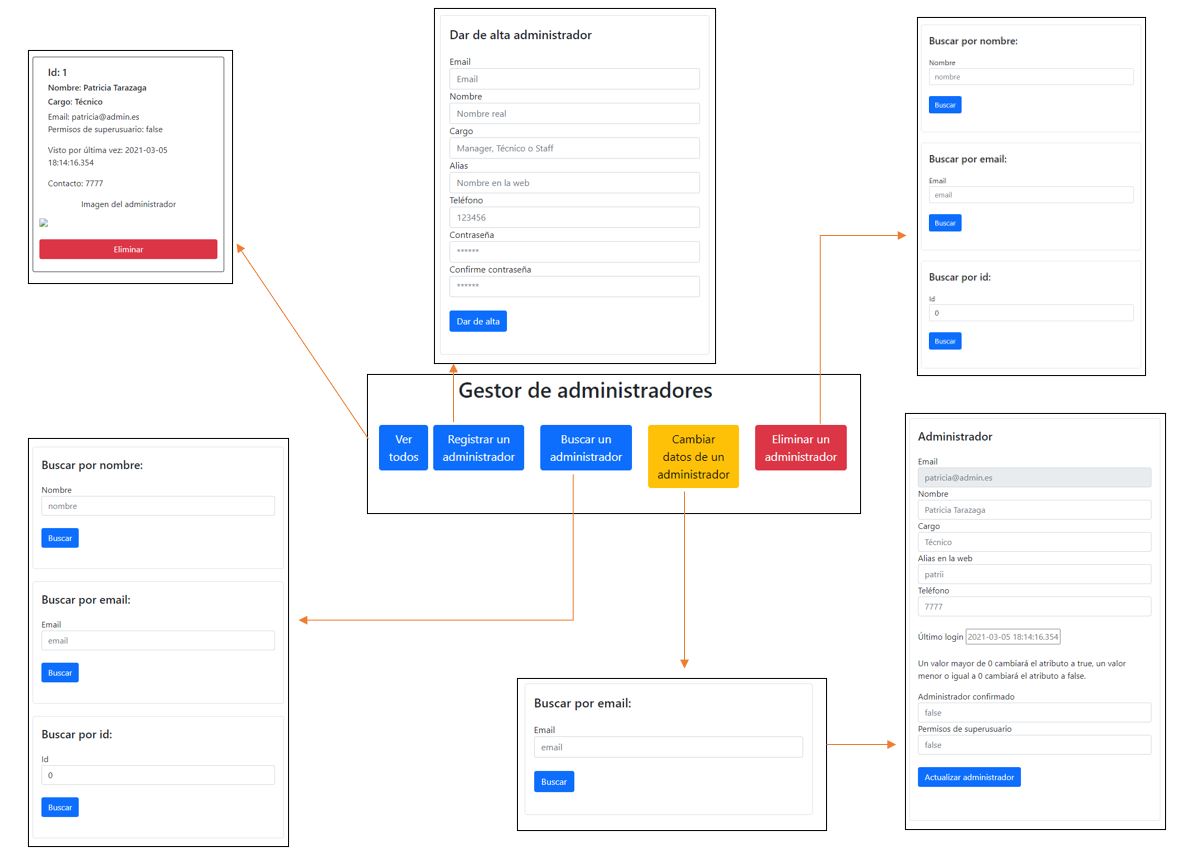 Id: 1
Nombre: Patricia Tarazaga
Cargo: Técnico
Email: patricia@admin.es
Permisos de superusuario: false
Visto por última vez: 2021-03-05
18:14:16.354
Contacto: 7777
Imagen del administrador
Eliminar
Dar de alta administrador
Email
Email
Nombre
Nombre real
Cargo
Manager, Técnico o Staff
Alias
Nombre en la web
Teléfono
123456
Contraseña
******
Confirme contraseña
******
Dar de alta
Buscar por nombre:
Nombre
nombre
Buscar
Buscar por email:
Email
email
Buscar
Buscar por id:
Id
0
Buscar
Gestor de administradores
Ver
todos
Registrar un
administrador
Buscar un
administrador
Cambiar
datos de un
administrador
Eliminar un
administrador
Buscar por nombre:
Nombre
nombre
Buscar
Buscar por email:
Email
email
Buscar
Buscar por id:
Id
0
Buscar
Buscar por email:
Email
email
Buscar
Administrador
Email
patricia@admin.es
Nombre
Patricia Tarazaga
Cargo
Técnico
Alias en la web
patrii
Teléfono
7777
Último login 2021-03-05 18:14:16.354
Un valor mayor de 0 cambiará el atributo a true, un valor
menor o igual a 0 cambiará el atributo a false.
Administrador confirmado
false
Permisos de superusuario
false
Actualizar administrador